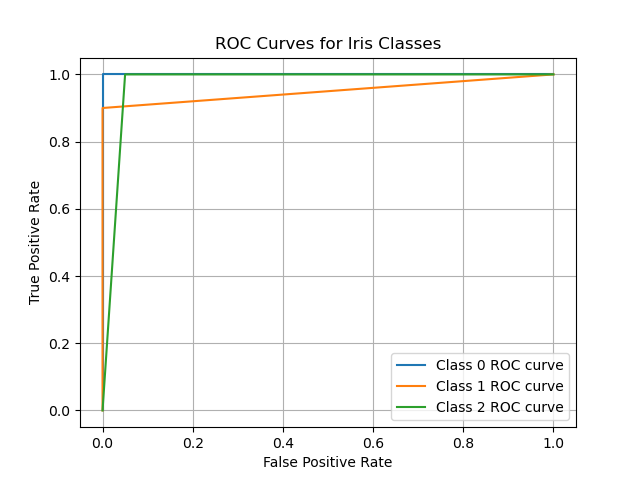 ROC Curves for Iris Classes
True Positive Rate
1.0
0.8
0.6
0.4
0.2
0.0
0.0 0.2 0.4 0.6 0.8 1.0
False Positive Rate
Class 0 ROC curve
Class 1 ROC curve
Class 2 ROC curve